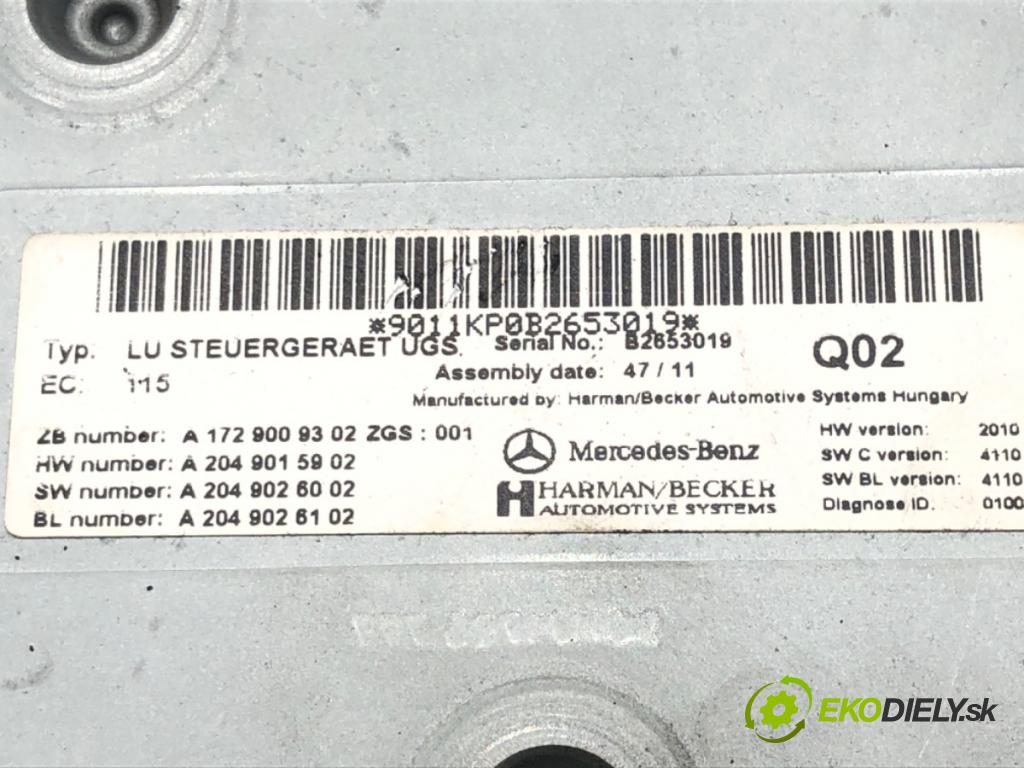 *9011KP0B2653019*
Typ: LU STEUERGERAET UGS Serial No.: B2653019 Q02
EC: 115 Assembly date: 47 / 11
Manufactured by: Harman/Becker Automotive Systems Hungary
ZB number: A 172 900 93 02 ZGS : 001
HW number: A 204 901 59 02
SW number: A 204 902 60 02
BL number: A 204 902 61 02
Mercedes-Benz
HARMAN/BECKER
AUTOMOTIVE SYSTEMS
HW version: 2010
SW C version: 4110
SW BL version: 4110
Diagnose ID. 0100
EKODIELY.sk